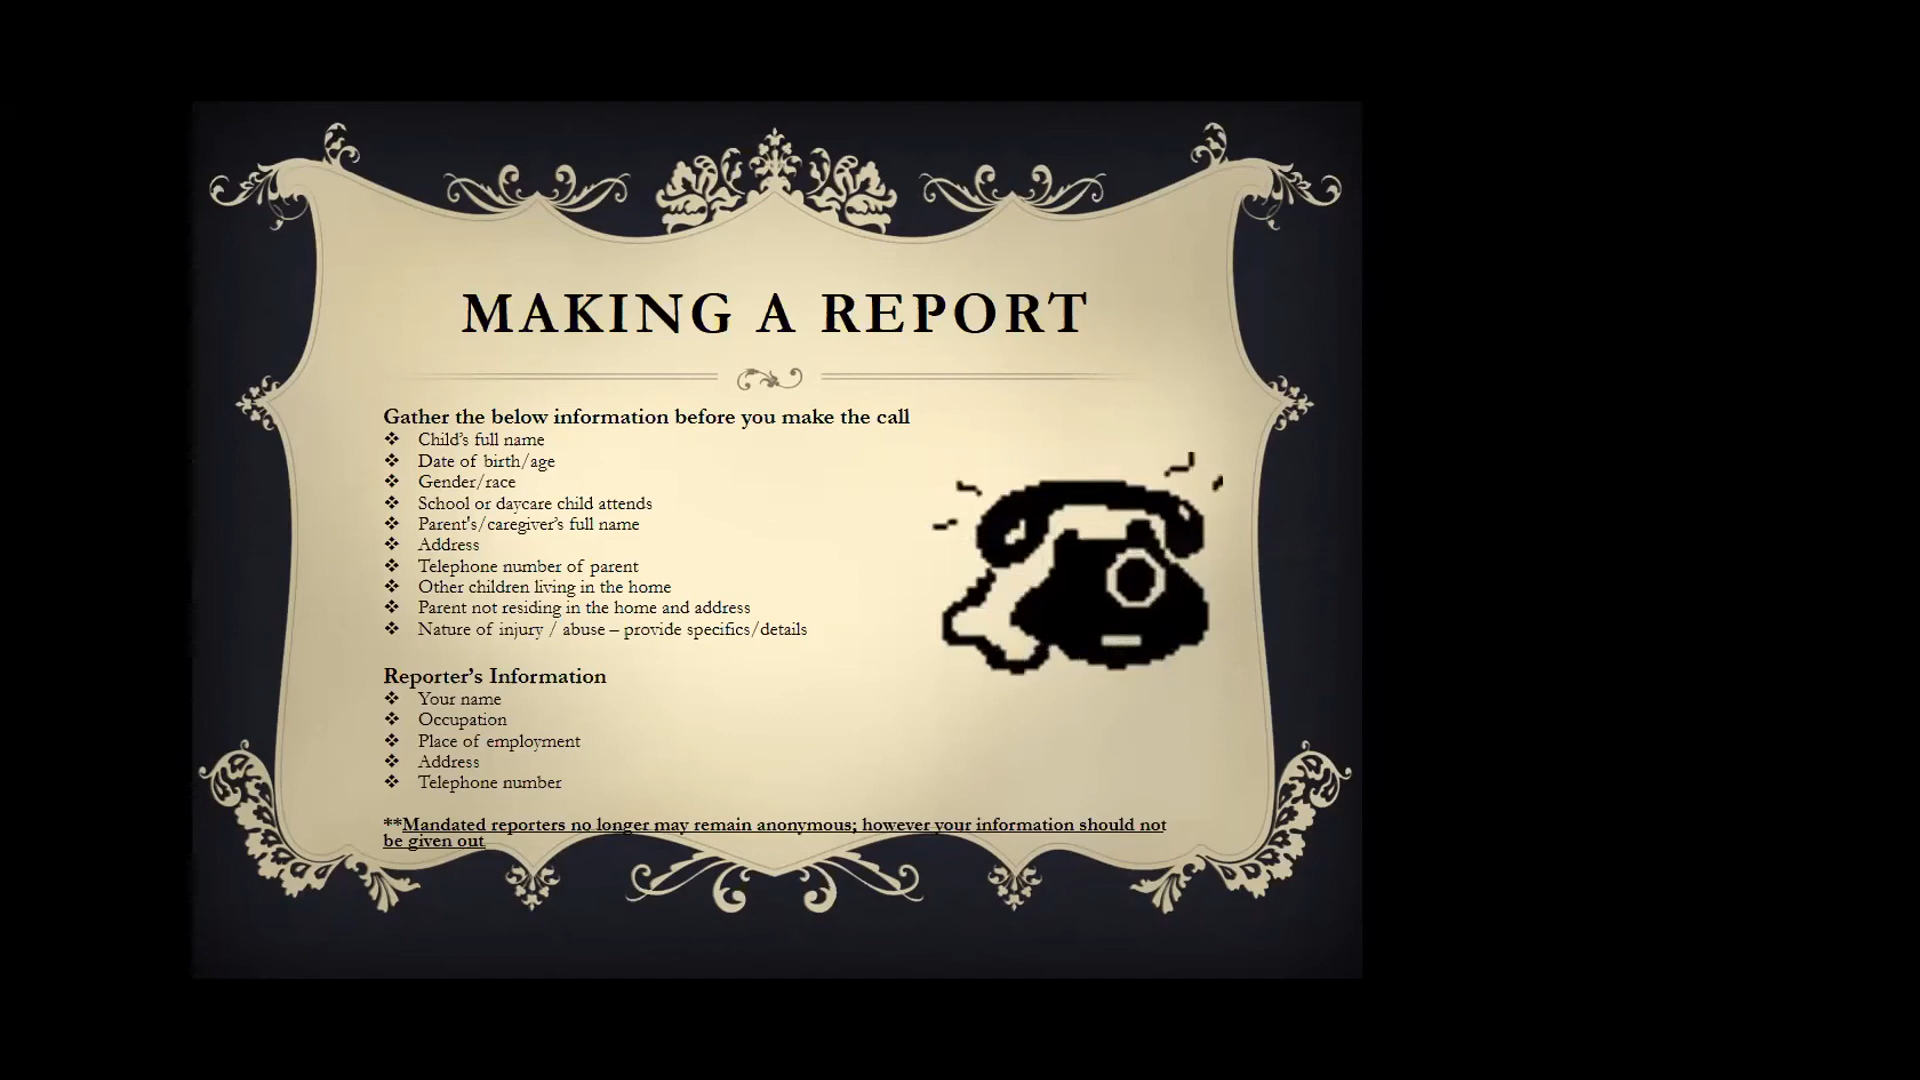 MAKING A REPORT
Gather the below information before you make the call
❖ Child's full name
❖ Date of birth/age
❖ Gender/race
❖ School or daycare child attends
❖ Parent's/caregiver's full name
❖ Address
❖ Telephone number of parent
❖ Other children living in the home
❖ Parent not residing in the home and address
❖ Nature of injury / abuse – provide specifics/details
Reporter's Information
❖ Your name
❖ Occupation
❖ Place of employment
❖ Address
❖ Telephone number
**Mandated reporters no longer may remain anonymous; however your information should not
be given out